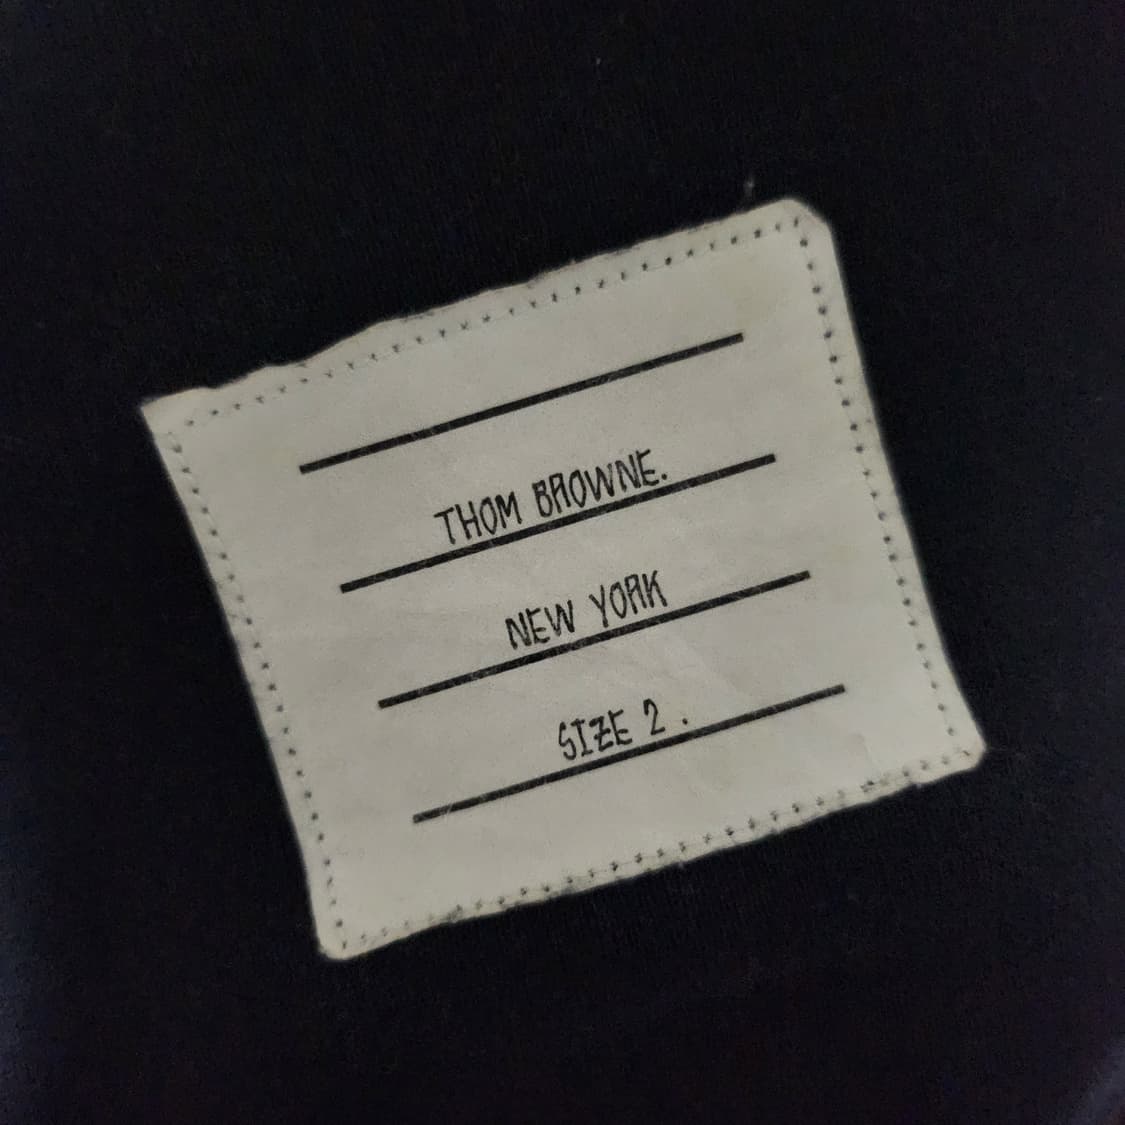 THOM BROWNE.
NEW YORK
SIZE 2 .